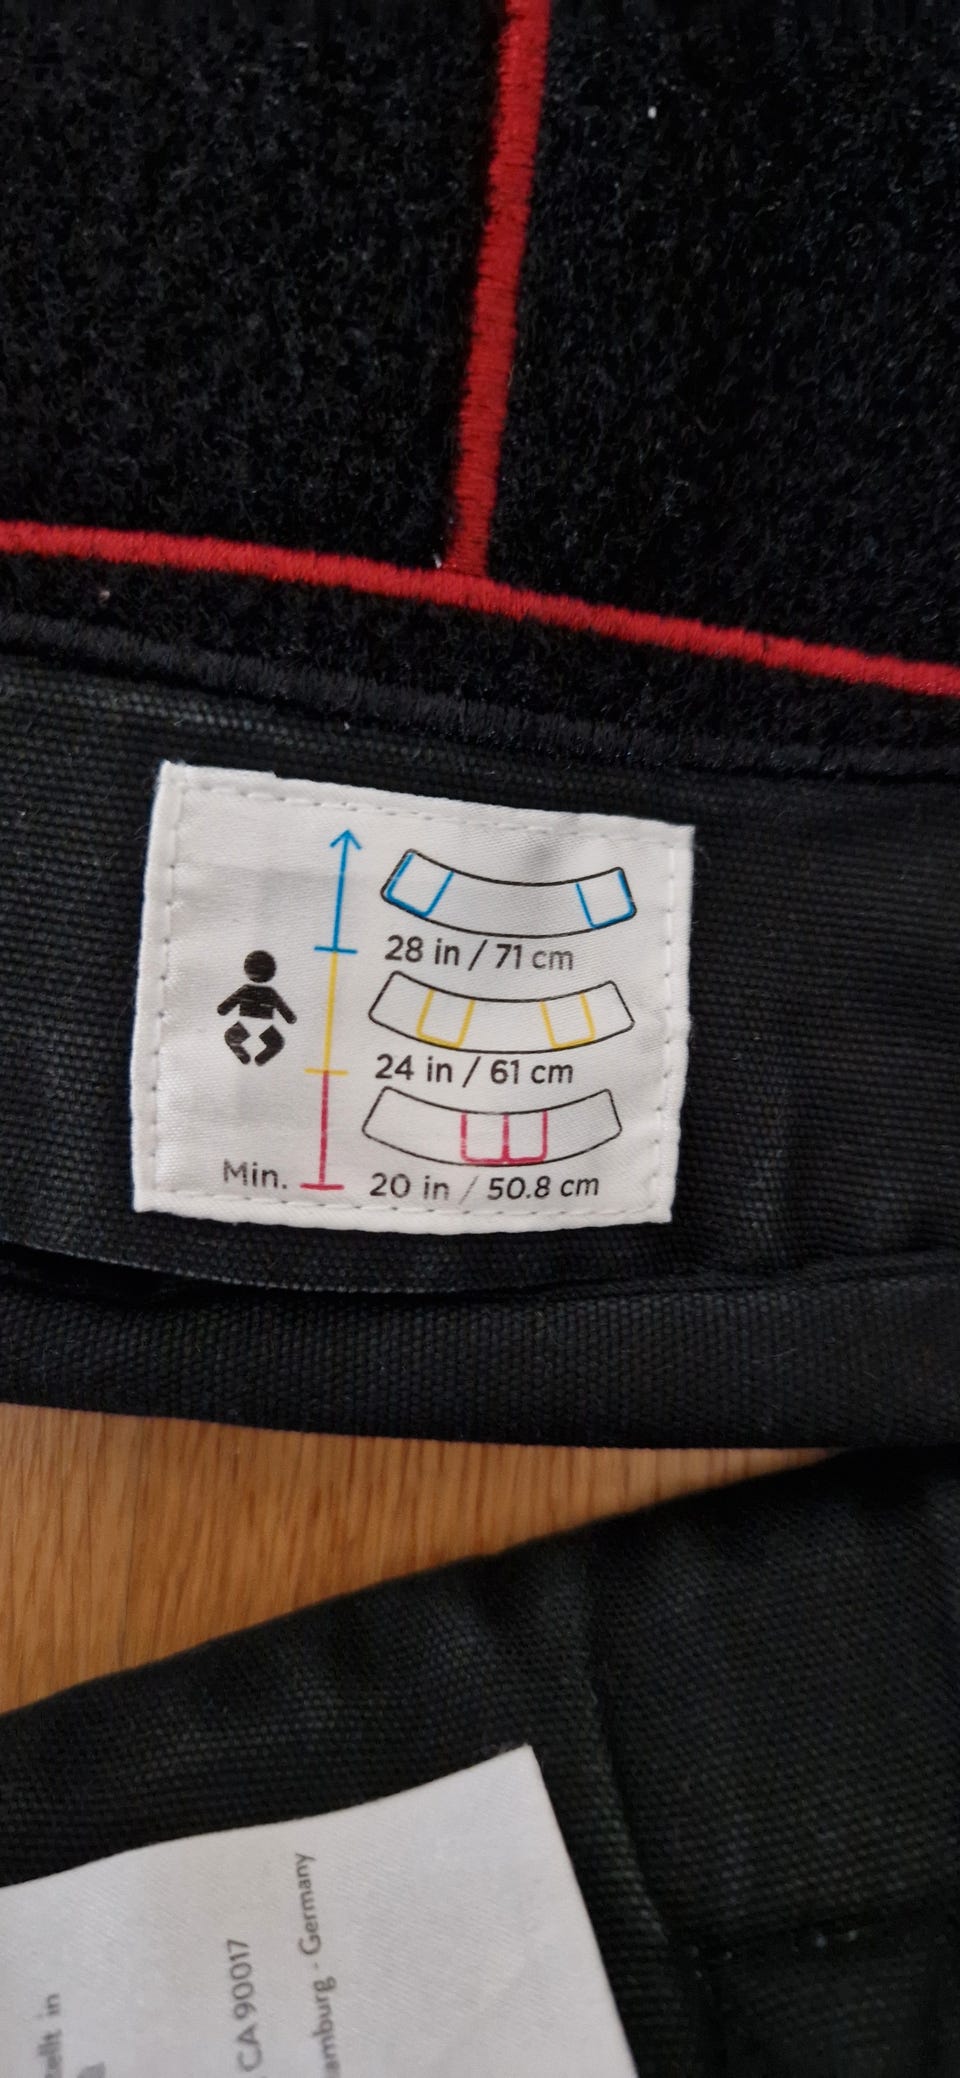 28 in / 71 cm
24 in / 61 cm
Min. 20 in / 50.8 cm
CA 90017
Germany